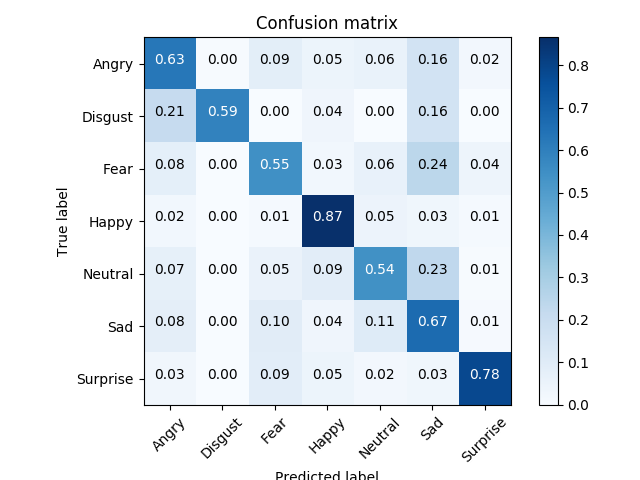 Confusion matrix
True label
Angry 0.63 0.00 0.09 0.05 0.06 0.16 0.02
Disgust 0.21 0.59 0.00 0.04 0.00 0.16 0.00
Fear 0.08 0.00 0.55 0.03 0.06 0.24 0.04
Happy 0.02 0.00 0.01 0.87 0.05 0.03 0.01
Neutral 0.07 0.00 0.05 0.09 0.54 0.23 0.01
Sad 0.08 0.00 0.10 0.04 0.11 0.67 0.01
Surprise 0.03 0.00 0.09 0.05 0.02 0.03 0.78
Angry Disgust Fear Happy Neutral Sad Surprise
Predicted label
0.8
0.7
0.6
0.5
0.4
0.3
0.2
0.1
0.0